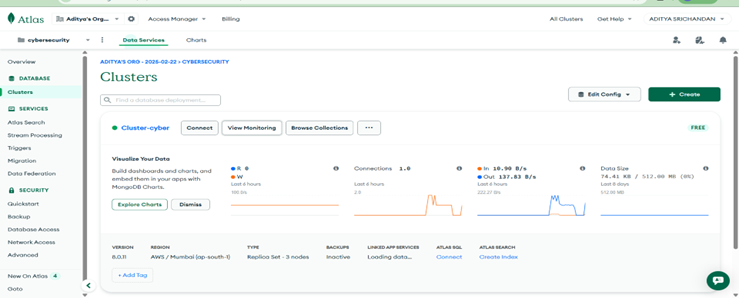 Atlas
Aditya's Org...
Access Manager
Billing
All Clusters
Get Help
ADITYA SRICHANDAN
cybersecurity
Data Services
Charts
Overview
DATABASE
Clusters
SERVICES
Atlas Search
Stream Processing
Triggers
Migration
Data Federation
SECURITY
Quickstart
Backup
Database Access
Network Access
Advanced
New On Atlas 4
Goto
ADITYA'S ORG - 2025-02-22 > CYBERSECURITY
Clusters
Find a database deployment...
Edit Config
+ Create
Cluster-cyber
Connect
View Monitoring
Browse Collections
...
FREE
Visualize Your Data
Build dashboards and charts, and
embed them in your apps with
MongoDB Charts.
Explore Charts
Dismiss
R 0
W
Last 6 hours
100.0/s
Connections 1.0
Last 6 hours
2.9
In 10.90 B/s
Out 137.83 B/s
Last 6 hours
222.27 B/s
Data Size
74.41 KB / 512.00 MB (0%)
Last 8 days
512.00 MB
VERSION
8.0.11
REGION
AWS / Mumbai (ap-south-1)
TYPE
Replica Set - 3 nodes
BACKUPS
Inactive
LINKED APP SERVICES
Loading data...
ATLAS SQL
Connect
ATLAS SEARCH
Create Index
+ Add Tag